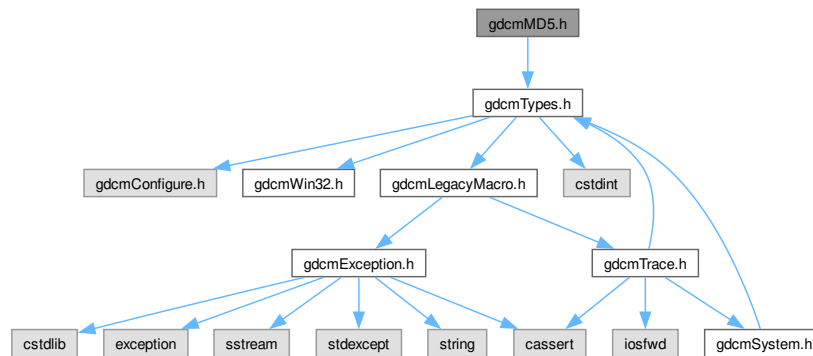 gdcmMD5.h
gdcmTypes.h
gdcmConfigure.h
gdcmWin32.h
gdcmLegacyMacro.h
cstdint
gdcmException.h
gdcmTrace.h
cstdlib
exception
sstream
stdexcept
string
cassert
iosfwd
gdcmSystem.h